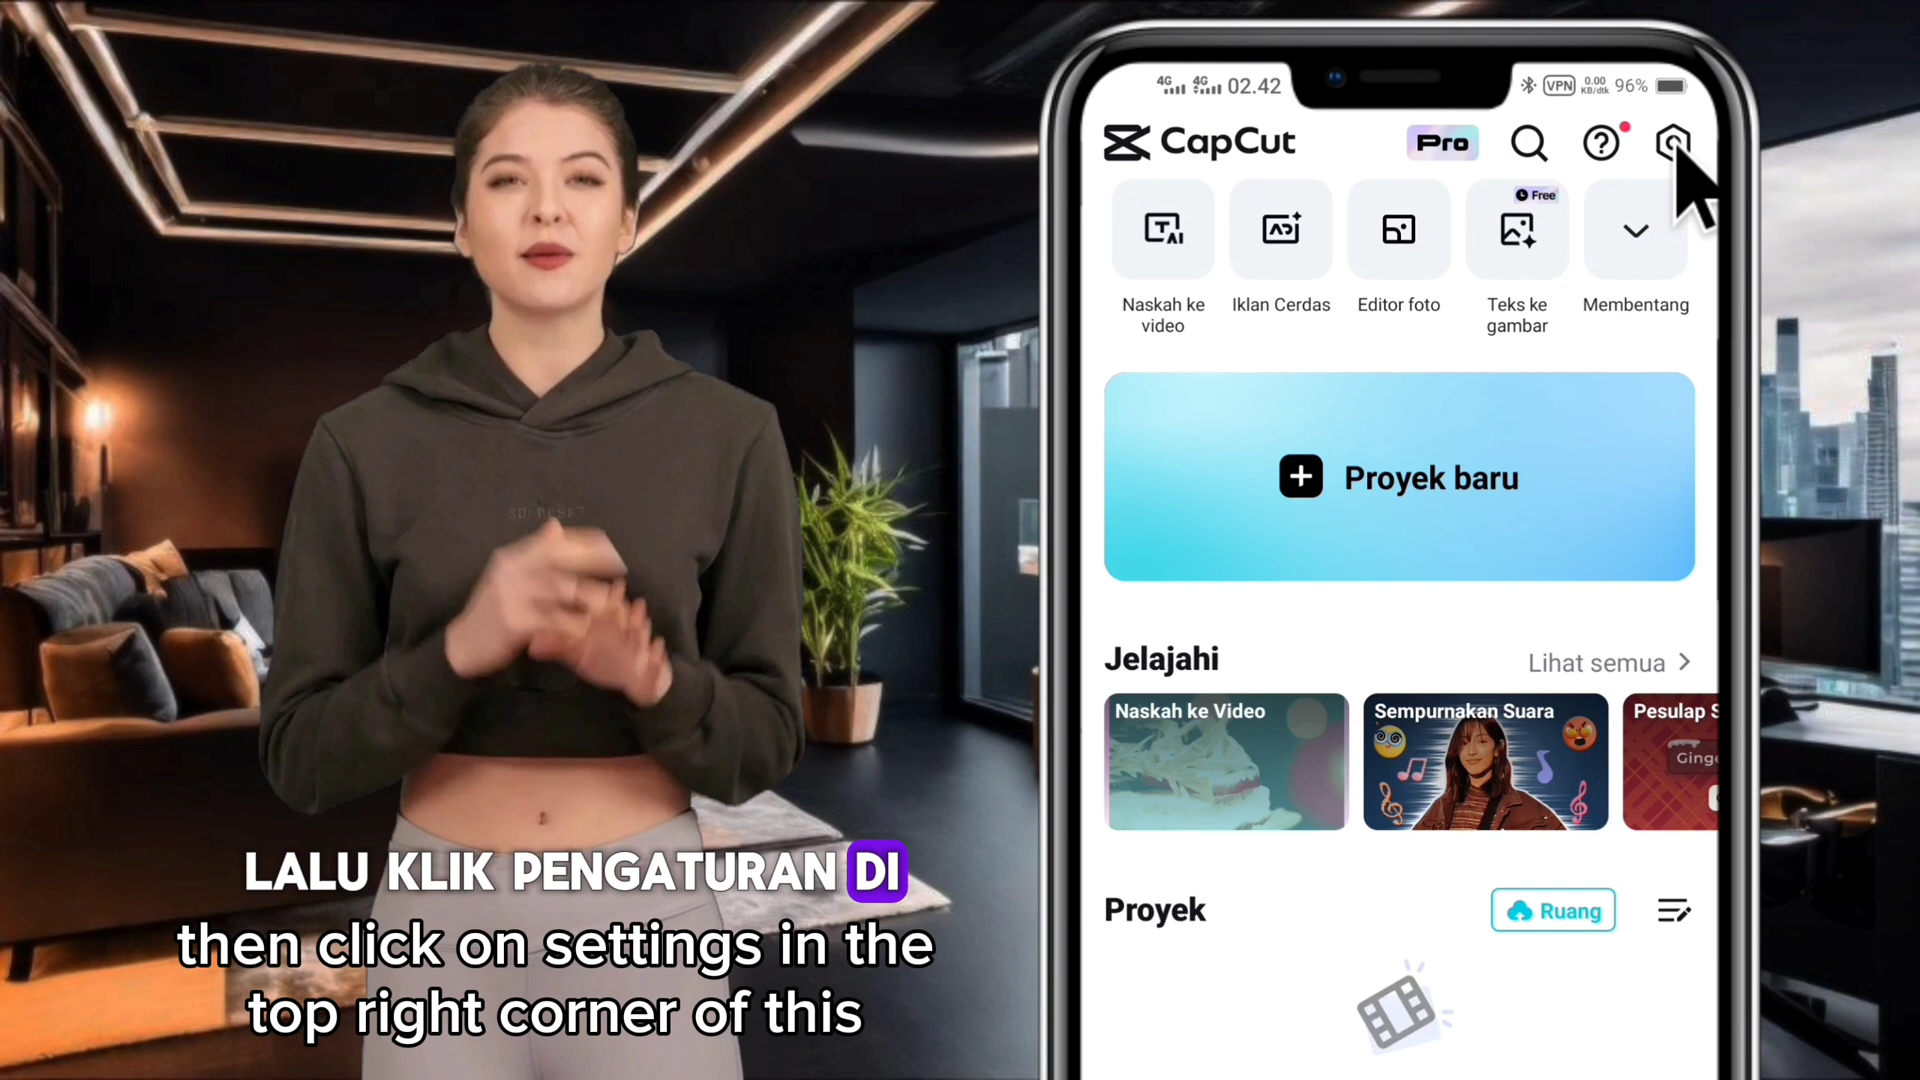 4G 4G 02.42 VPN 0.00 KB/dtk 96%
CapCut Pro
Free
Naskah ke video
Iklan Cerdas
Editor foto
Teks ke gambar
Membentang
Proyek baru
Jelajahi Lihat semua
Naskah ke Video
Sempurnakan Suara
Pesulap S
Ginge
Proyek Ruang
LALU KLIK PENGATURAN DI
then click on settings in the
top right corner of this